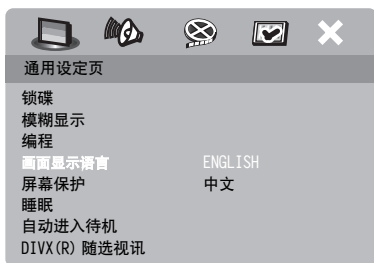 通用设定页
锁碟
模糊显示
编程
画面显示语言 ENGLISH
屏幕保护 中文
睡眠
自动进入待机
DIVX(R) 随选视讯